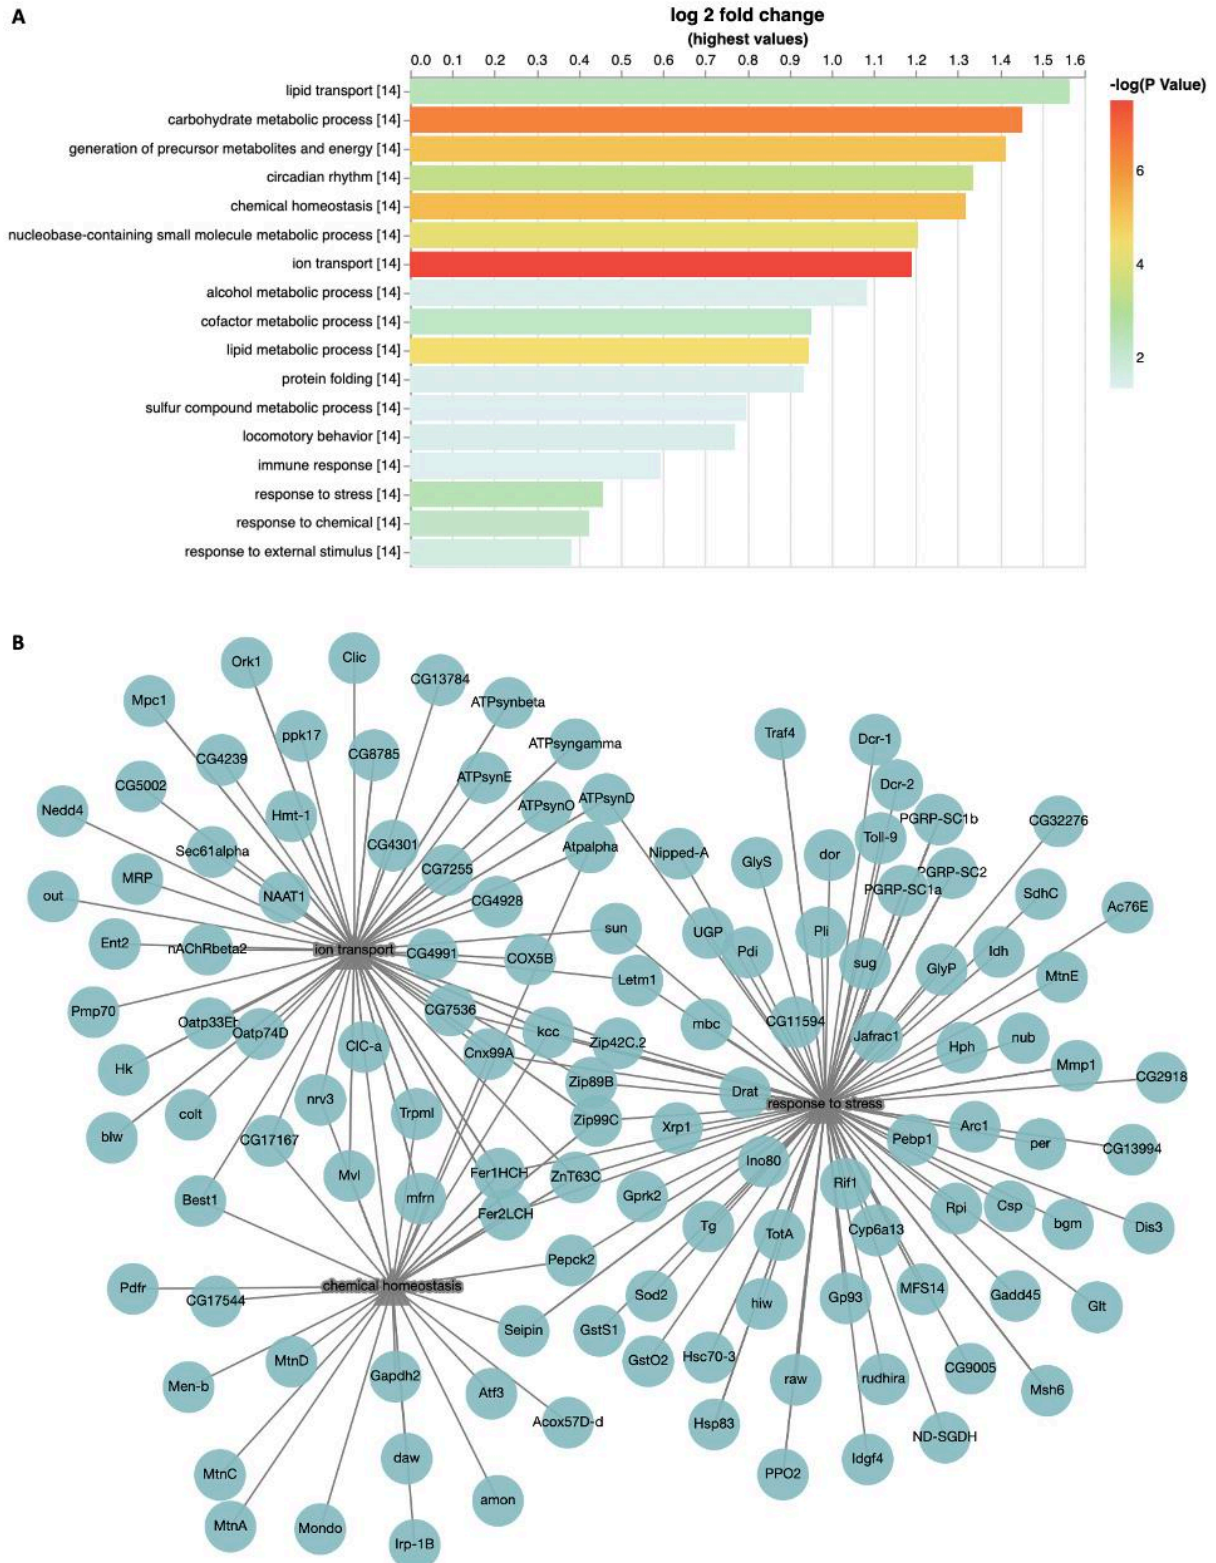 A
log 2 fold change
(highest values)
0.0 0.1 0.2 0.3 0.4 0.5 0.6 0.7 0.8 0.9 1.0 1.1 1.2 1.3 1.4 1.5 1.6
-log(P Value)
6
4
2
lipid transport [14]
carbohydrate metabolic process [14]
generation of precursor metabolites and energy [14]
circadian rhythm [14]
chemical homeostasis [14]
nucleobase-containing small molecule metabolic process [14]
ion transport [14]
alcohol metabolic process [14]
cofactor metabolic process [14]
lipid metabolic process [14]
protein folding [14]
sulfur compound metabolic process [14]
locomotory behavior [14]
immune response [14]
response to stress [14]
response to chemical [14]
response to external stimulus [14]
B
Ork1
Clic
CG13784
Mpc1
ATPsynbeta
ppk17
CG8785
ATPsyngamma
Traf4
Dcr-1
CG4239
CG5002
ATPsynE
Dcr-2
Nedd4
Hmt-1
ATPsynO
ATPsynD
PGRP-SC1b
CG32276
Toll-9
Sec61alpha
CG4301
Atpalpha
Nipped-A
GlyS
dor
MRP
CG7255
PGRP-SC2
PGRP-SC1a
SdhC
out
NAAT1
CG4928
Ac76E
Ent2
nAChRbeta2
ion transport
CG4991
COX5B
sun
UGP
Pdi
Pli
sug
GlyP
Idh
MtnE
Letm1
Pmp70
Oatp74D
CG7536
kcc
Zip42C.2
mbc
CG11594
Jafrac1
Hph
nub
Hk
ClC-a
Cnx99A
Zip89B
Drat
Mmp1
CG2918
response to stress
colt
nrv3
Trpml
Zip99C
Xrp1
Pebp1
Arc1
per
CG13994
blw
CG17167
Mvl
mfrn
Fer1HCH
ZnT63C
Gprk2
Ino80
Rif1
Best1
Fer2LCH
Tg
TotA
Cyp6a13
Rpi
Csp
bgm
Dis3
Pepck2
Pdfr
CG17544
chemical homeostasis
Seipin
Sod2
GstS1
hiw
Gp93
MFS14
Gadd45
Glt
Men-b
MtnD
Gapdh2
Atf3
Acox57D-d
GstO2
Hsc70-3
raw
rudhira
CG9005
Msh6
Hsp83
ND-SGDH
MtnC
daw
PPO2
Idgf4
MtnA
Mondo
Irp-1B
amon